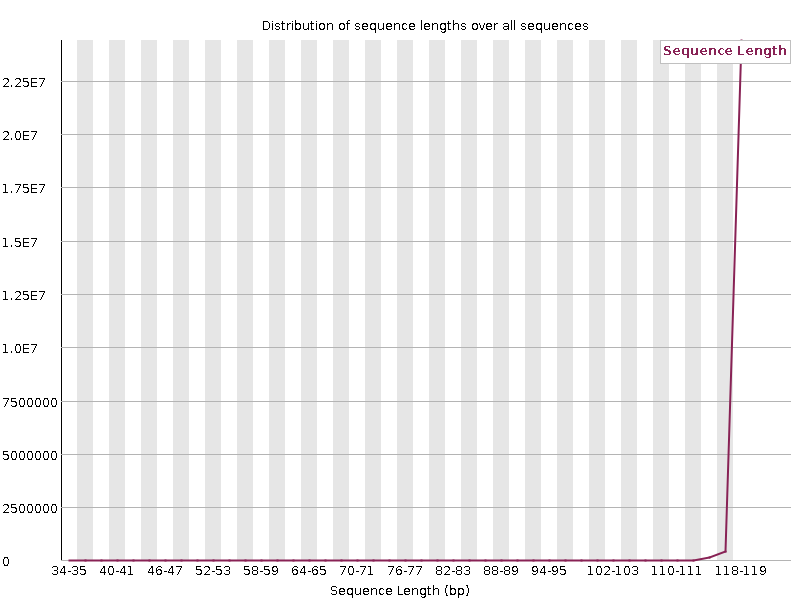 Distribution of sequence lengths over all sequences
Sequence Length
2.25E7
2.0E7
1.75E7
1.5E7
1.25E7
1.0E7
7500000
5000000
2500000
0
34-35 40-41 46-47 52-53 58-59 64-65 70-71 76-77 82-83 88-89 94-95 102-103 110-111 118-119
Sequence Length (bp)